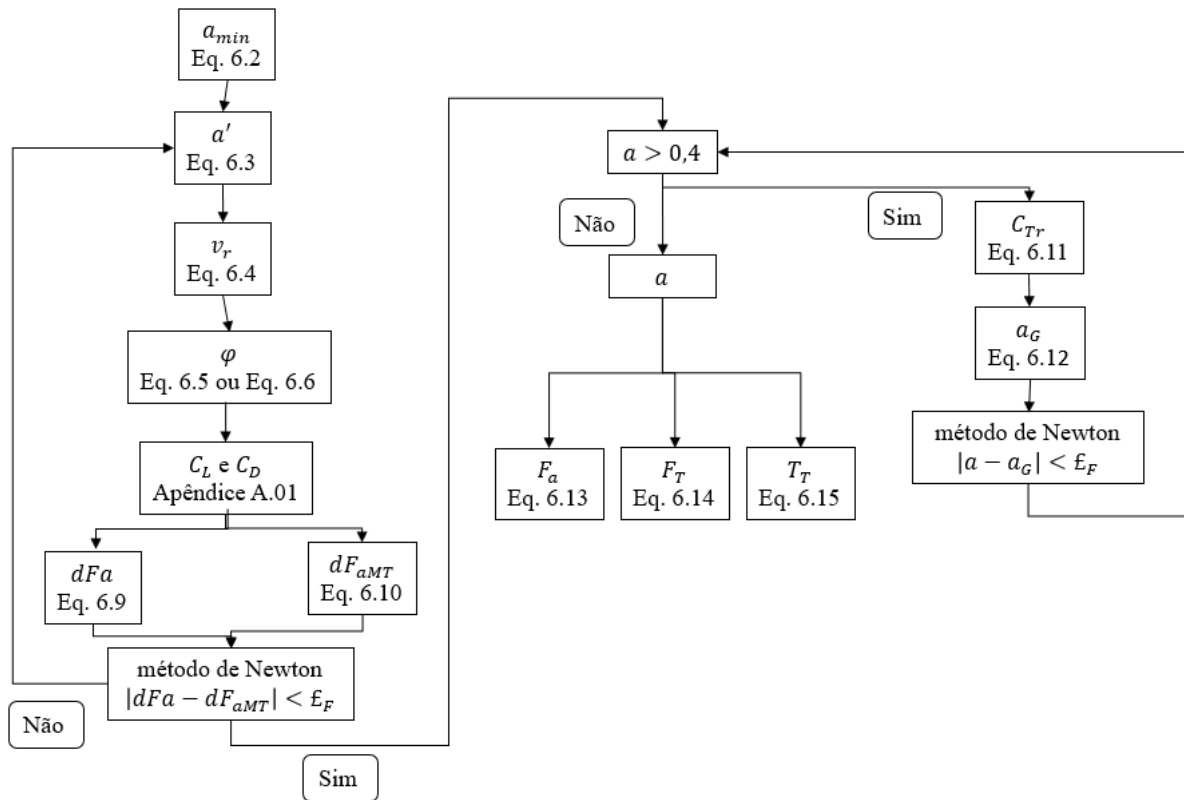 a_min
Eq. 6.2
a′
Eq. 6.3
v_r
Eq. 6.4
φ
Eq. 6.5 ou Eq. 6.6
C_L e C_D
Apêndice A.01
dFa
Eq. 6.9
dF_aMT
Eq. 6.10
método de Newton
|dFa − dF_aMT| < £_F
Não
Sim
a > 0,4
Não
Sim
a
F_a
Eq. 6.13
F_T
Eq. 6.14
T_T
Eq. 6.15
C_Tr
Eq. 6.11
a_G
Eq. 6.12
método de Newton
|a − a_G| < £_F